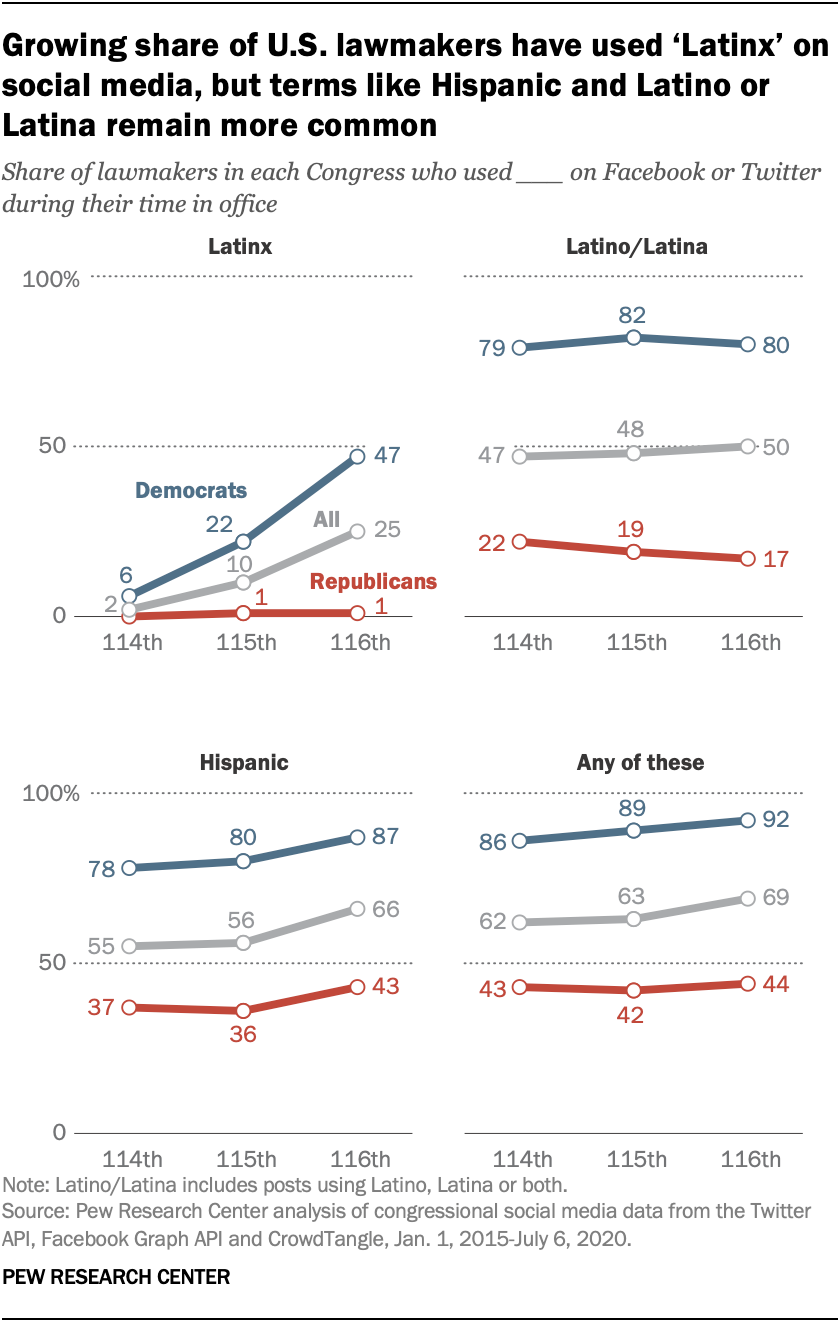 Growing share of U.S. lawmakers have used ‘Latinx’ on
social media, but terms like Hispanic and Latino or
Latina remain more common
Share of lawmakers in each Congress who used ___ on Facebook or Twitter
during their time in office
Latinx
100%
50
0
Democrats
All
Republicans
6
22
47
2
10
25
1
1
114th 115th 116th
Latino/Latina
79
82
80
47
48
50
22
19
17
114th 115th 116th
Hispanic
100%
50
0
78
80
87
55
56
66
37
36
43
114th 115th 116th
Any of these
86
89
92
62
63
69
43
42
44
114th 115th 116th
Note: Latino/Latina includes posts using Latino, Latina or both.
Source: Pew Research Center analysis of congressional social media data from the Twitter
API, Facebook Graph API and CrowdTangle, Jan. 1, 2015-July 6, 2020.
PEW RESEARCH CENTER